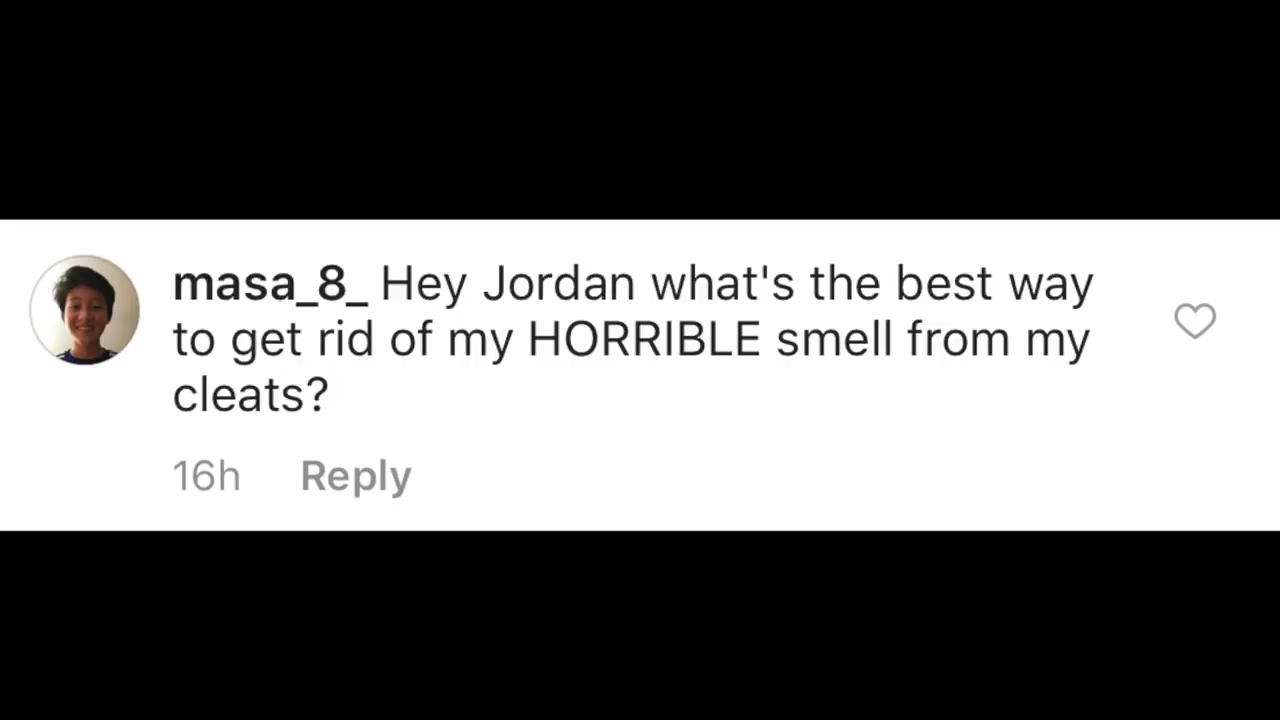 masa_8_ Hey Jordan what's the best way
to get rid of my HORRIBLE smell from my
cleats?
16h Reply